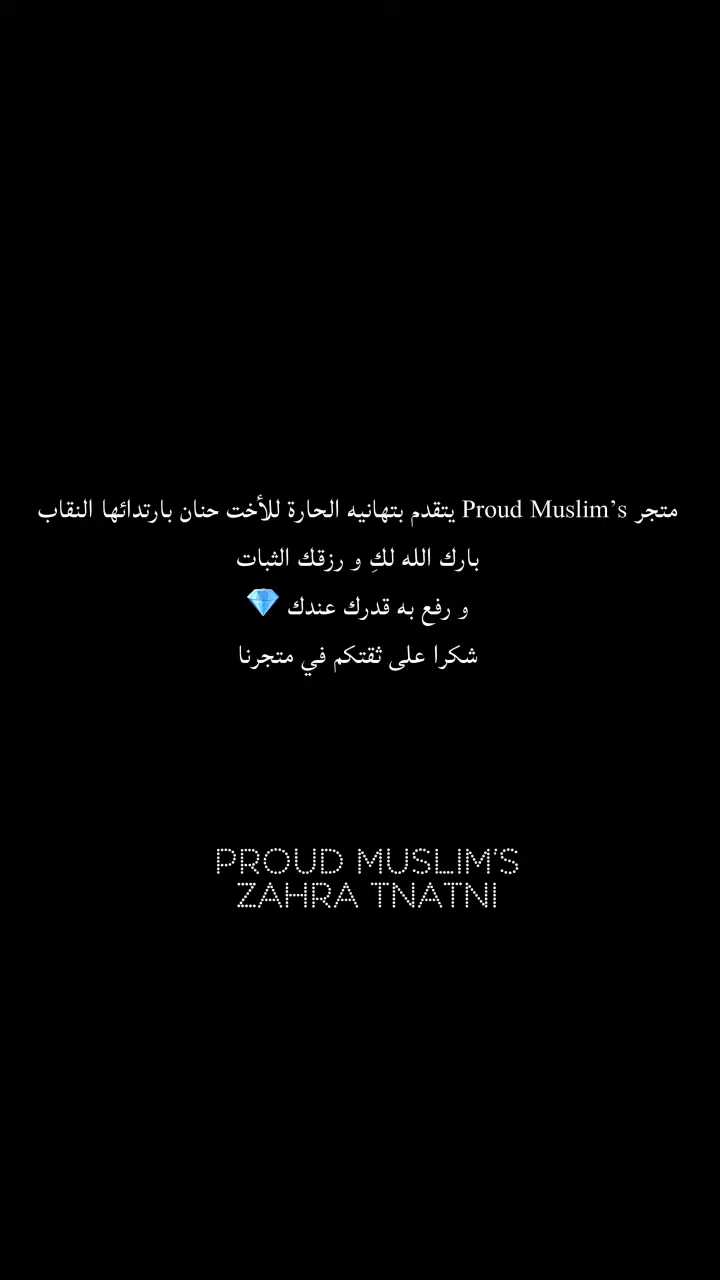 متجر Proud Muslim’s يتقدم بتهانيه الحارة للأخت حنان بارتدائها النقاب
بارك الله لكِ و رزقك الثبات
و رفع به قدرك عندك 💎
شكرا على ثقتكم في متجرنا
PROUD MUSLIM'S
ZAHRA TNATNI